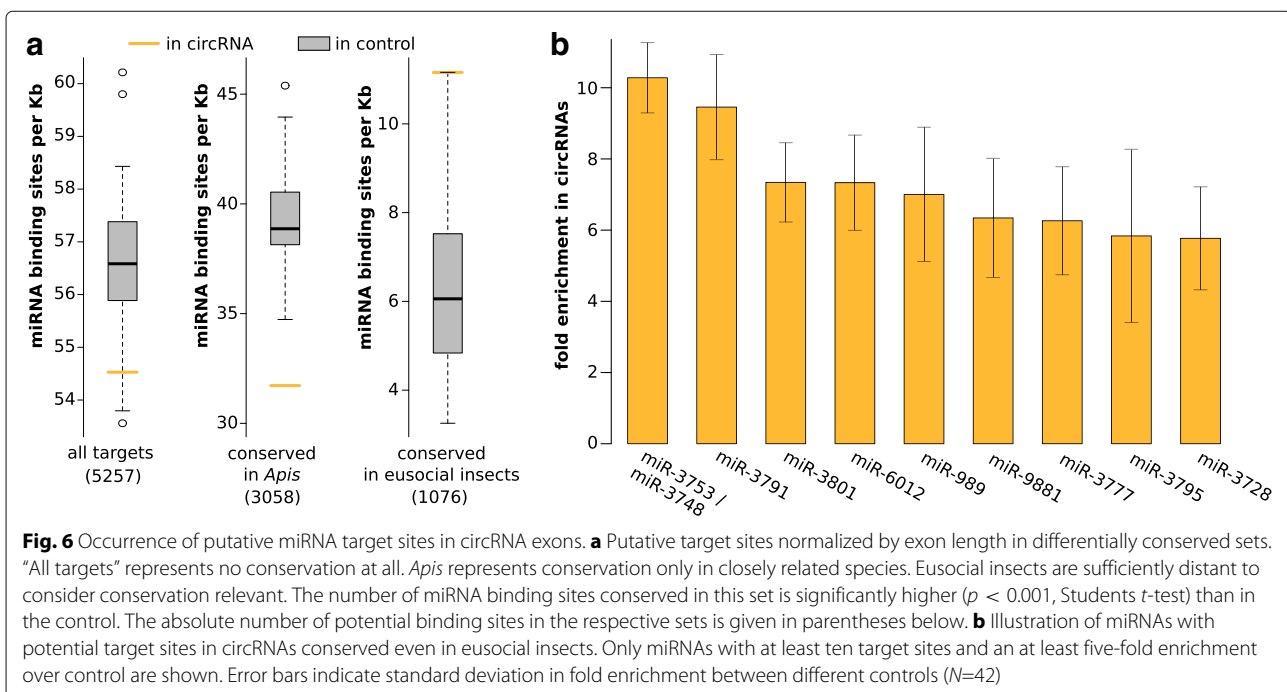 a
in circRNA
in control
miRNA binding sites per Kb
60
59
58
57
56
55
54
all targets
(5257)
miRNA binding sites per Kb
45
40
35
30
conserved
in Apis
(3058)
miRNA binding sites per Kb
10
8
6
4
conserved
in eusocial insects
(1076)
b
fold enrichment in circRNAs
10
8
6
4
2
0
miR-3753 /
miR-3748
miR-3791
miR-3801
miR-6012
miR-989
miR-9881
miR-3777
miR-3795
miR-3728
Fig. 6 Occurrence of putative miRNA target sites in circRNA exons. a Putative target sites normalized by exon length in differentially conserved sets.
“All targets” represents no conservation at all. Apis represents conservation only in closely related species. Eusocial insects are sufficiently distant to
consider conservation relevant. The number of miRNA binding sites conserved in this set is significantly higher (p < 0.001, Students t-test) than in
the control. The absolute number of potential binding sites in the respective sets is given in parentheses below. b Illustration of miRNAs with
potential target sites in circRNAs conserved even in eusocial insects. Only miRNAs with at least ten target sites and an at least five-fold enrichment
over control are shown. Error bars indicate standard deviation in fold enrichment between different controls (N=42)